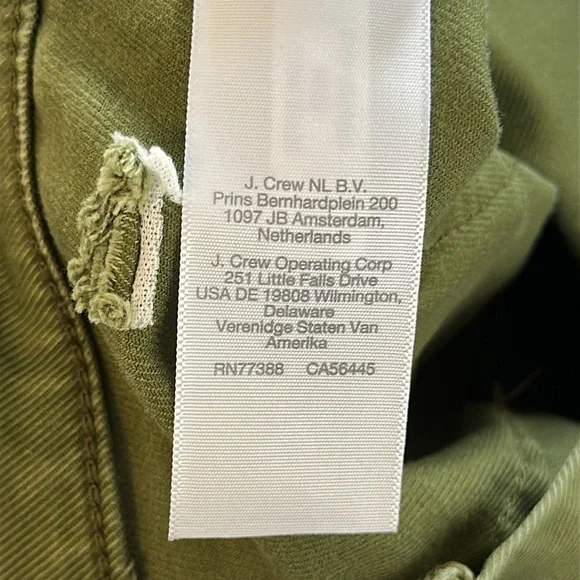 J. Crew NL B.V.
Prins Bernhardplein 200
1097 JB Amsterdam,
Netherlands
J. Crew Operating Corp
251 Little Falls Drive
USA DE 19808 Wilmington,
Delaware
Verenidge Staten Van
Amerika
RN77388 CA56445